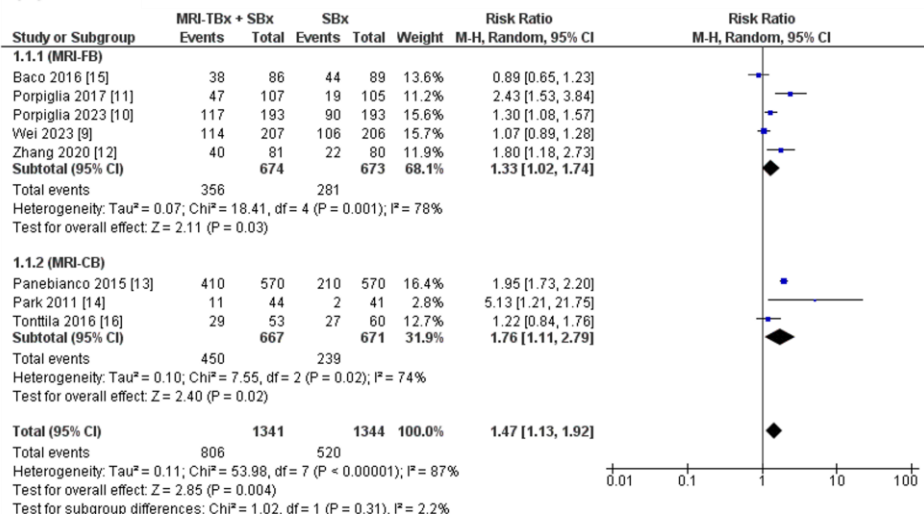 MRI-TBx + SBx SBx Risk Ratio Risk Ratio
Study or Subgroup Events Total Events Total Weight M-H, Random, 95% CI M-H, Random, 95% CI
1.1.1 (MRI-FB)
Baco 2016 [15] 38 86 44 89 13.6% 0.89 [0.65, 1.23]
Porpiglia 2017 [11] 47 107 19 105 11.2% 2.43 [1.53, 3.84]
Porpiglia 2023 [10] 117 193 90 193 15.6% 1.30 [1.08, 1.57]
Wei 2023 [9] 114 207 106 206 15.7% 1.07 [0.89, 1.28]
Zhang 2020 [12] 40 81 22 80 11.9% 1.80 [1.18, 2.73]
Subtotal (95% CI) 674 673 68.1% 1.33 [1.02, 1.74]
Total events 356 281
Heterogeneity: Tau² = 0.07; Chi² = 18.41, df = 4 (P = 0.001); I² = 78%
Test for overall effect: Z = 2.11 (P = 0.03)
1.1.2 (MRI-CB)
Panebianco 2015 [13] 410 570 210 570 16.4% 1.95 [1.73, 2.20]
Park 2011 [14] 11 44 2 41 2.8% 5.13 [1.21, 21.75]
Tonttila 2016 [16] 29 53 27 60 12.7% 1.22 [0.84, 1.76]
Subtotal (95% CI) 667 671 31.9% 1.76 [1.11, 2.79]
Total events 450 239
Heterogeneity: Tau² = 0.10; Chi² = 7.55, df = 2 (P = 0.02); I² = 74%
Test for overall effect: Z = 2.40 (P = 0.02)
Total (95% CI) 1341 1344 100.0% 1.47 [1.13, 1.92]
Total events 806 520
Heterogeneity: Tau² = 0.11; Chi² = 53.98, df = 7 (P < 0.00001); I² = 87%
Test for overall effect: Z = 2.85 (P = 0.004)
Test for subgroup differences: Chi² = 1.02, df = 1 (P = 0.31), I² = 2.2%
0.01 0.1 1 10 100